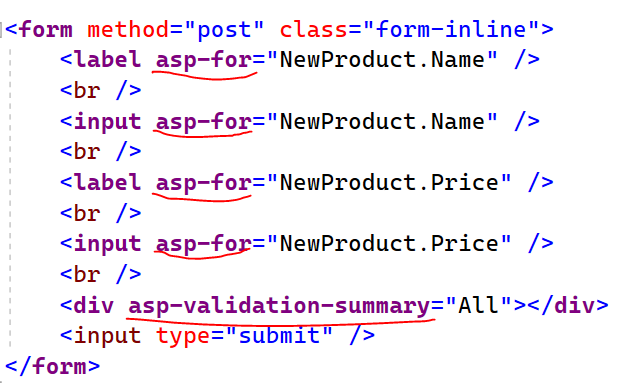 <form method="post" class="form-inline">
<label asp-for="NewProduct.Name" />
<br />
<input asp-for="NewProduct.Name" />
<br />
<label asp-for="NewProduct.Price" />
<br />
<input asp-for="NewProduct.Price" />
<br />
<div asp-validation-summary="All"></div>
<input type="submit" />
</form>